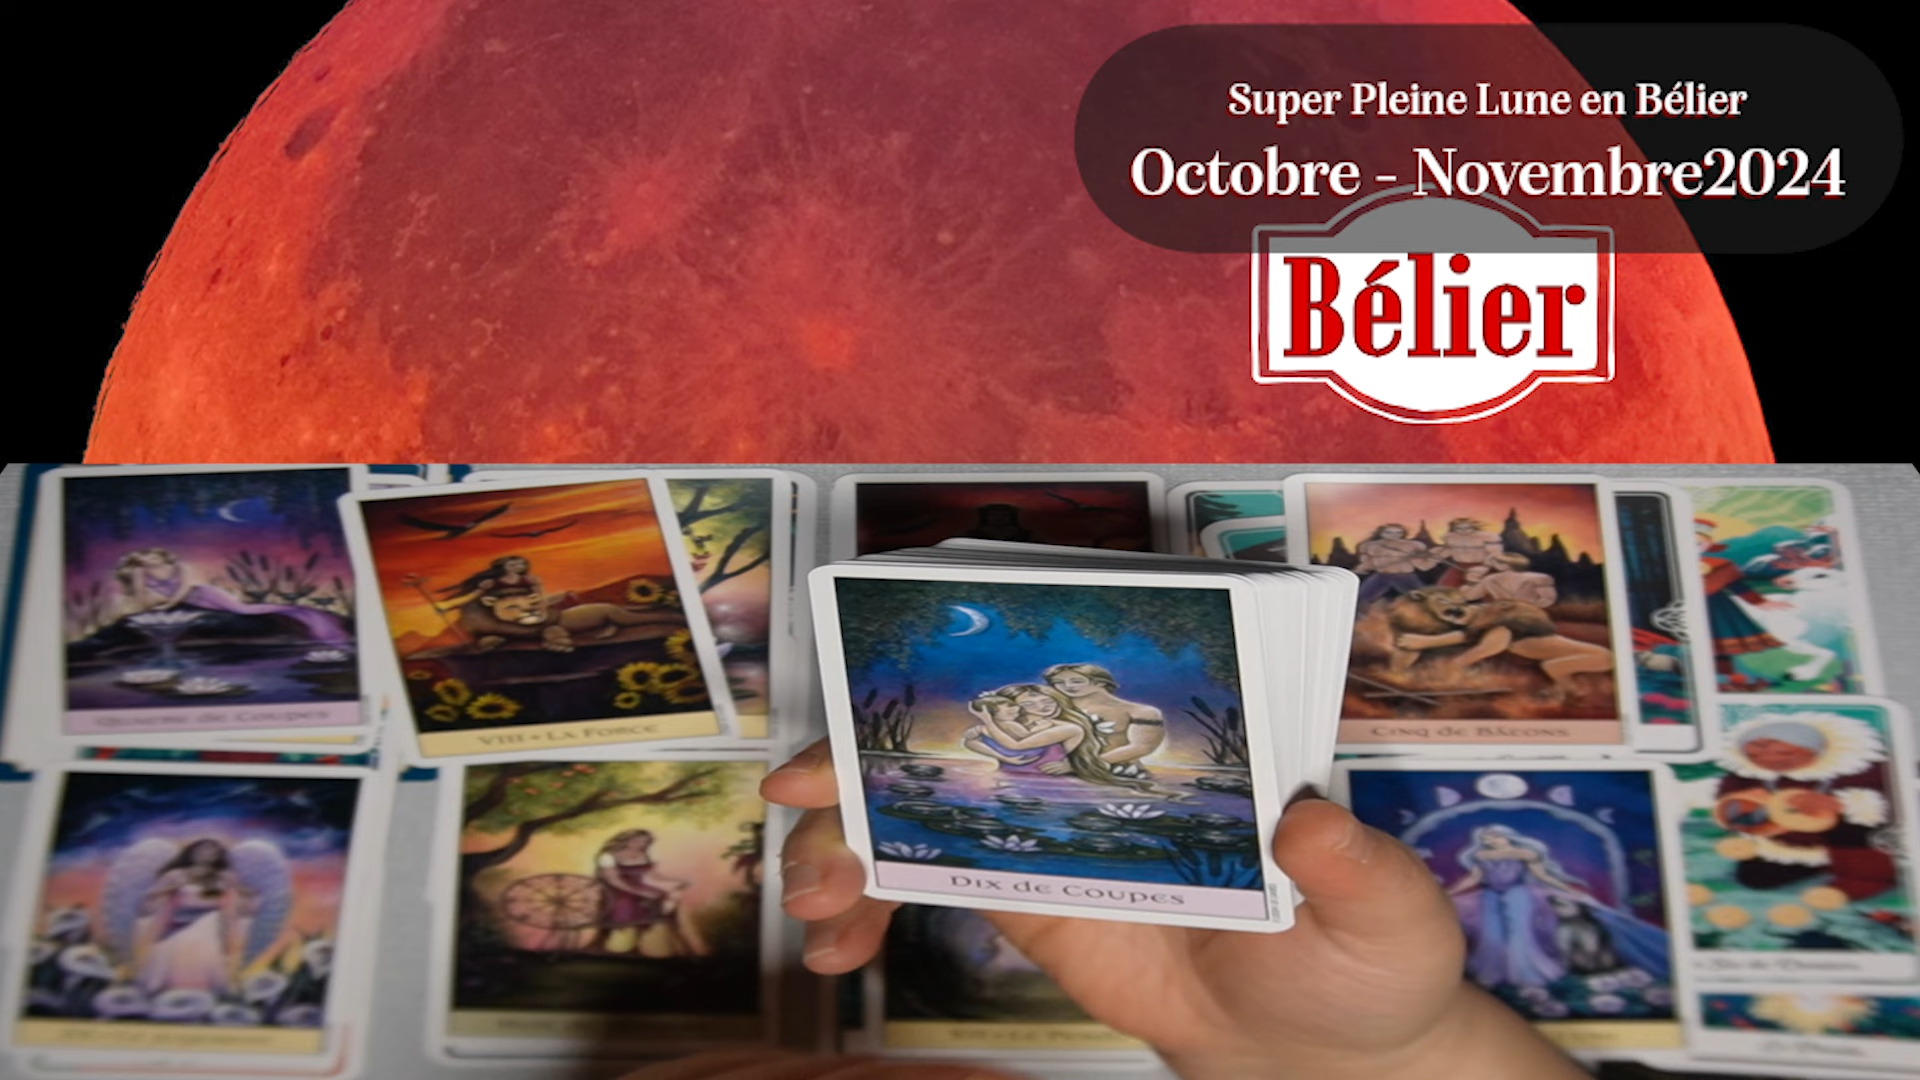 Super Pleine Lune en Bélier
Octobre - Novembre2024
Bélier
Reine de Coupes
VIII • La Force
Cinq de Bâtons
Dix de Coupes